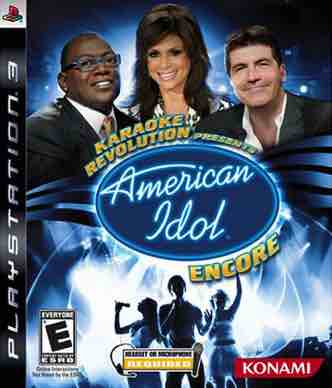 PLAYSTATION 3
KARAOKE
REVOLUTION PRESENTS
American
Idol
ENCORE
EVERYONE
E
ESRB
Online Interactions
Not Rated by the ESRB
HEADSET OR MICROPHONE
REQUIRED
KONAMI